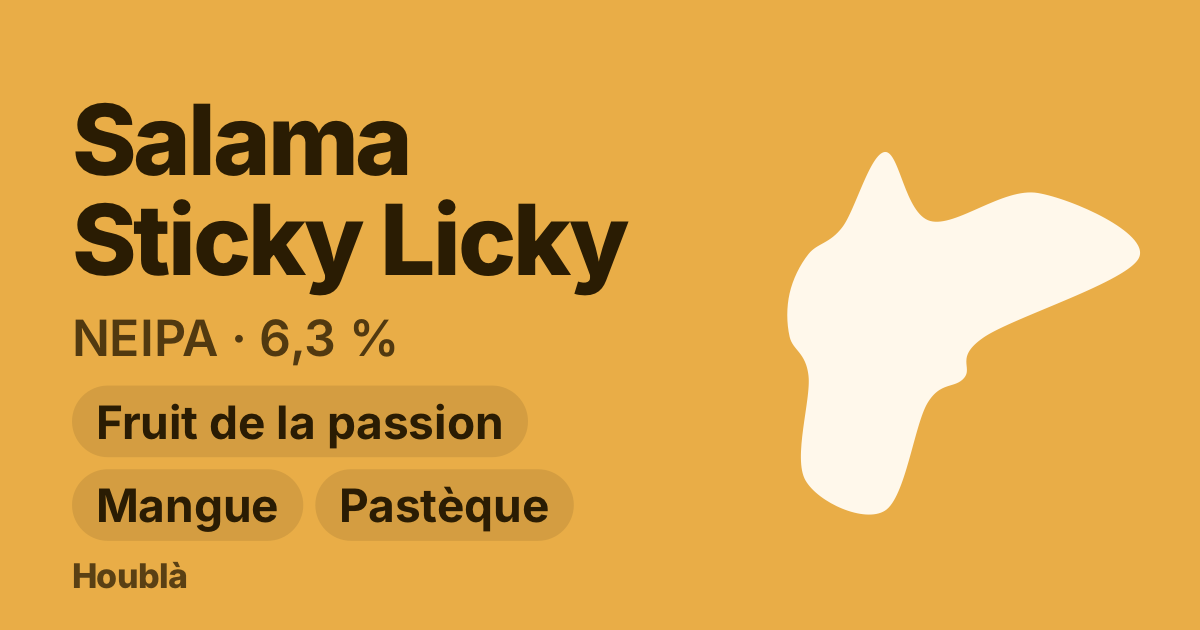 Salama
Sticky Licky
NEIPA · 6,3 %
Fruit de la passion
Mangue Pastèque
Houblà